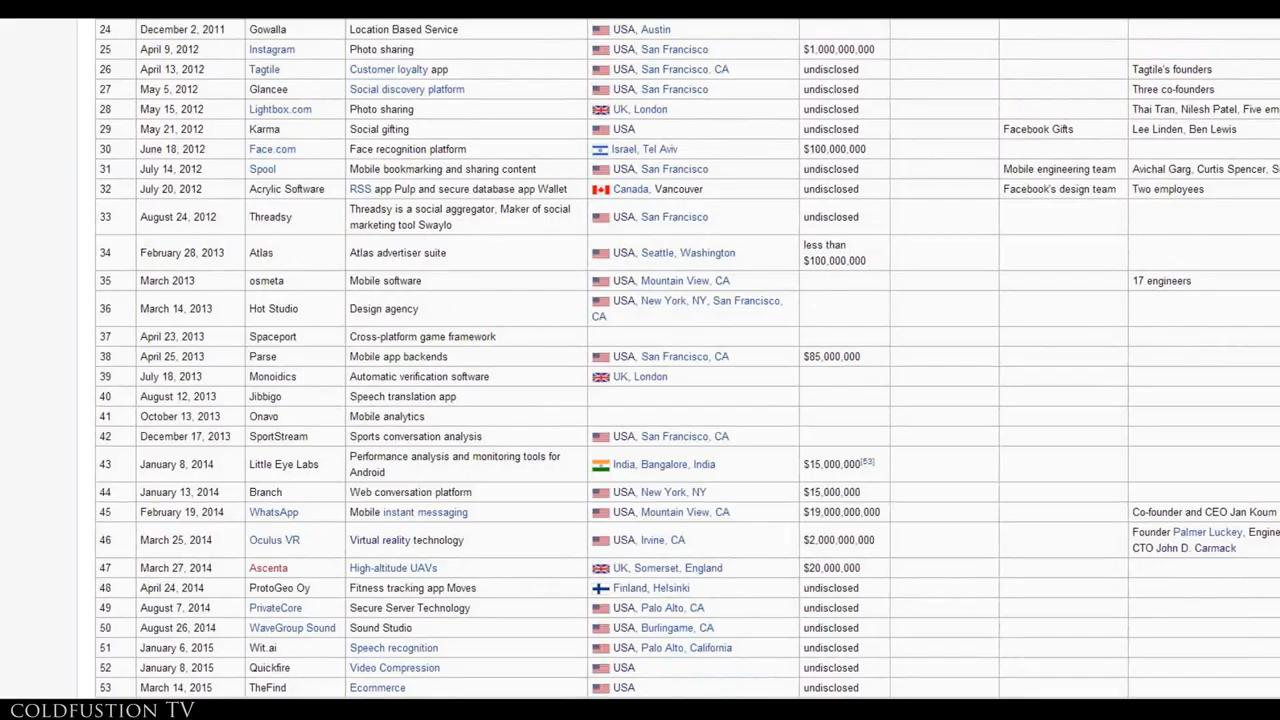 24 December 2, 2011 Gowalla Location Based Service USA, Austin
25 April 9, 2012 Instagram Photo sharing USA, San Francisco $1,000,000,000
26 April 13, 2012 Tagtile Customer loyalty app USA, San Francisco, CA undisclosed Tagtile's founders
27 May 5, 2012 Glancee Social discovery platform USA, San Francisco undisclosed Three co-founders
28 May 15, 2012 Lightbox.com Photo sharing UK, London undisclosed Thai Tran, Nilesh Patel, Five em
29 May 21, 2012 Karma Social gifting USA undisclosed Facebook Gifts Lee Linden, Ben Lewis
30 June 18, 2012 Face.com Face recognition platform Israel, Tel Aviv $100,000,000
31 July 14, 2012 Spool Mobile bookmarking and sharing content USA, San Francisco undisclosed Mobile engineering team Avichal Garg, Curtis Spencer, S
32 July 20, 2012 Acrylic Software RSS app Pulp and secure database app Wallet Canada, Vancouver undisclosed Facebook's design team Two employees
33 August 24, 2012 Threadsy Threadsy is a social aggregator, Maker of social
marketing tool Swaylo USA, San Francisco undisclosed
34 February 28, 2013 Atlas Atlas advertiser suite USA, Seattle, Washington less than
$100,000,000
35 March 2013 osmeta Mobile software USA, Mountain View, CA 17 engineers
36 March 14, 2013 Hot Studio Design agency USA, New York, NY, San Francisco,
CA
37 April 23, 2013 Spaceport Cross-platform game framework
38 April 25, 2013 Parse Mobile app backends USA, San Francisco, CA $85,000,000
39 July 18, 2013 Monoidics Automatic verification software UK, London
40 August 12, 2013 Jibbigo Speech translation app
41 October 13, 2013 Onavo Mobile analytics
42 December 17, 2013 SportStream Sports conversation analysis USA, San Francisco, CA
43 January 8, 2014 Little Eye Labs Performance analysis and monitoring tools for
Android India, Bangalore, India $15,000,000[53]
44 January 13, 2014 Branch Web conversation platform USA, New York, NY $15,000,000
45 February 19, 2014 WhatsApp Mobile instant messaging USA, Mountain View, CA $19,000,000,000 Co-founder and CEO Jan Koum
46 March 25, 2014 Oculus VR Virtual reality technology USA, Irvine, CA $2,000,000,000 Founder Palmer Luckey, Engine
CTO John D. Carmack
47 March 27, 2014 Ascenta High-altitude UAVs UK, Somerset, England $20,000,000
48 April 24, 2014 ProtoGeo Oy Fitness tracking app Moves Finland, Helsinki undisclosed
49 August 7, 2014 PrivateCore Secure Server Technology USA, Palo Alto, CA undisclosed
50 August 26, 2014 WaveGroup Sound Sound Studio USA, Burlingame, CA undisclosed
51 January 6, 2015 Wit.ai Speech recognition USA, Palo Alto, California undisclosed
52 January 8, 2015 Quickfire Video Compression USA undisclosed
53 March 14, 2015 TheFind Ecommerce USA undisclosed
COLDFUSTION TV